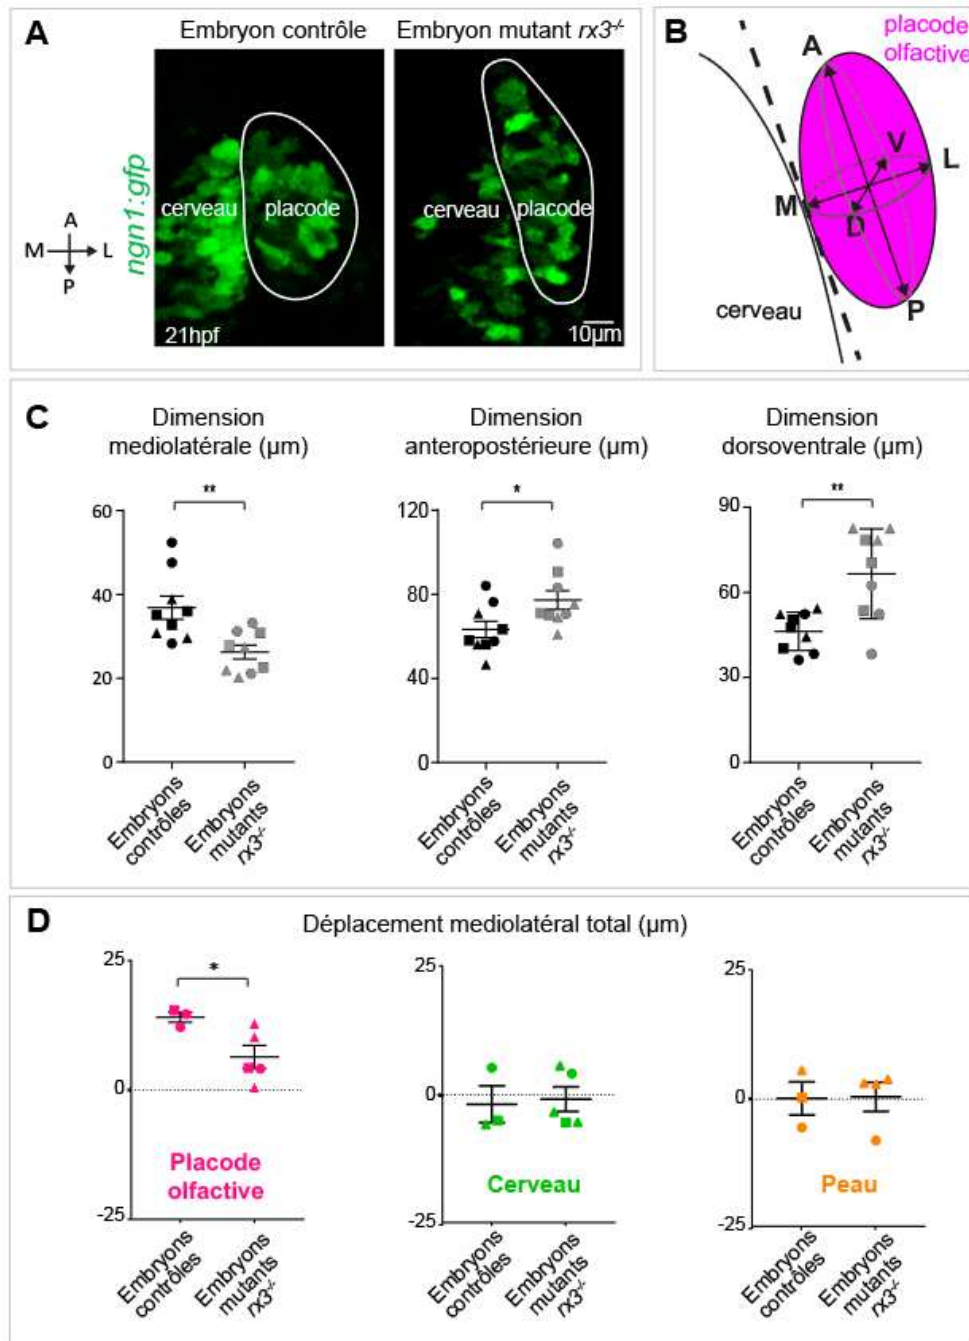 A
Embryon contrôle
Embryon mutant rx3-/-
ngn1:gfp
A
M
L
P
cerveau
placode
21hpf
cerveau
placode
10µm
B
placode
olfactive
A
V
L
M
D
P
cerveau
C
Dimension
mediolatérale (µm)
60
40
20
0
**
Embryons
contrôles
Embryons
mutants
rx3-/-
Dimension
anteropostérieure (µm)
120
80
40
0
*
Embryons
contrôles
Embryons
mutants
rx3-/-
Dimension
dorsoventrale (µm)
90
60
30
0
**
Embryons
contrôles
Embryons
mutants
rx3-/-
D
Déplacement mediolatéral total (µm)
25
0
-25
*
Placode
olfactive
Embryons
contrôles
Embryons
mutants
rx3-/-
25
0
-25
Cerveau
Embryons
contrôles
Embryons
mutants
rx3-/-
25
0
-25
Peau
Embryons
contrôles
Embryons
mutants
rx3-/-